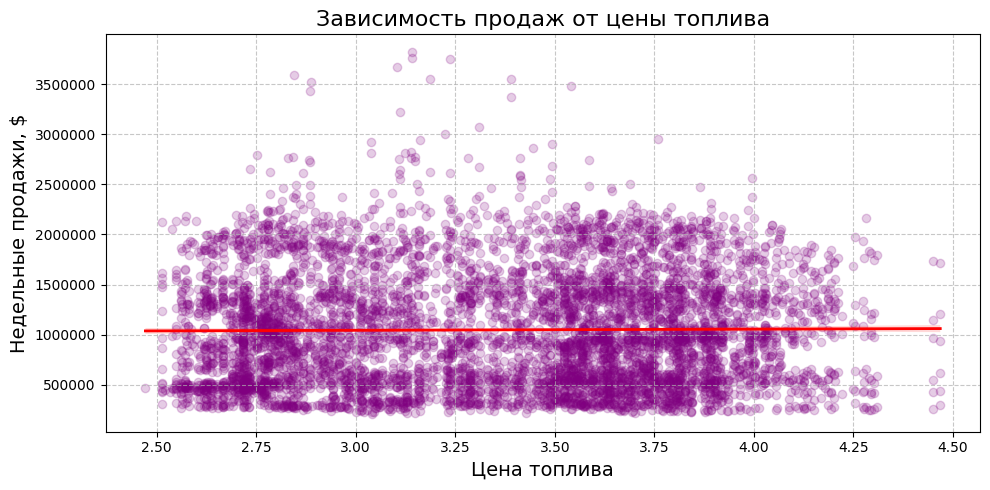 Зависимость продаж от цены топлива
Недельные продажи, $
3500000
3000000
2500000
2000000
1500000
1000000
500000
2.50 2.75 3.00 3.25 3.50 3.75 4.00 4.25 4.50
Цена топлива